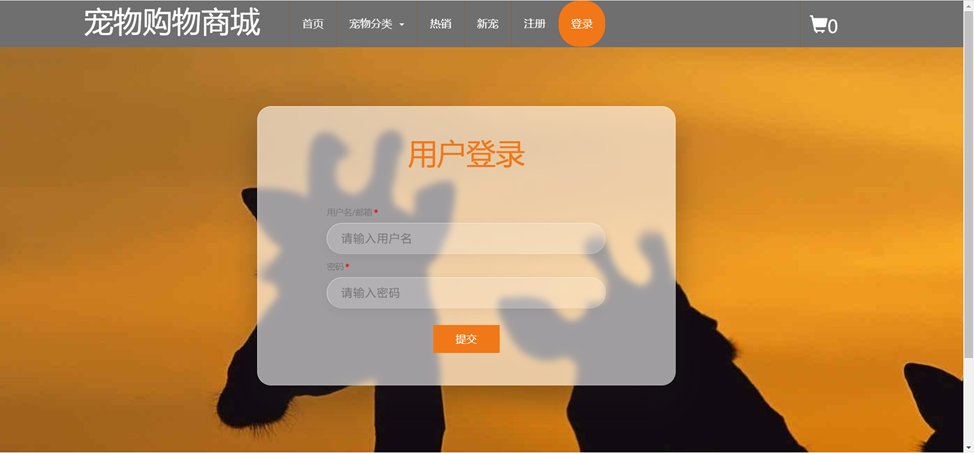 宠物购物商城
首页 宠物分类 热销 新宠 注册 登录 0
用户登录
用户名/邮箱 *
请输入用户名
密码 *
请输入密码
提交